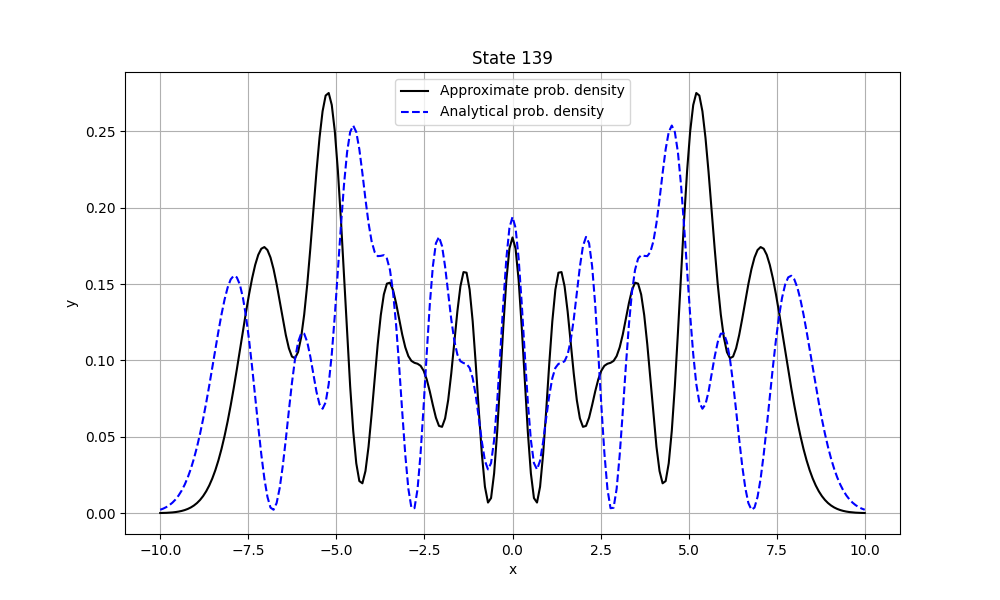 State 139
Approximate prob. density
Analytical prob. density
y
0.25
0.20
0.15
0.10
0.05
0.00
−10.0 −7.5 −5.0 −2.5 0.0 2.5 5.0 7.5 10.0
x